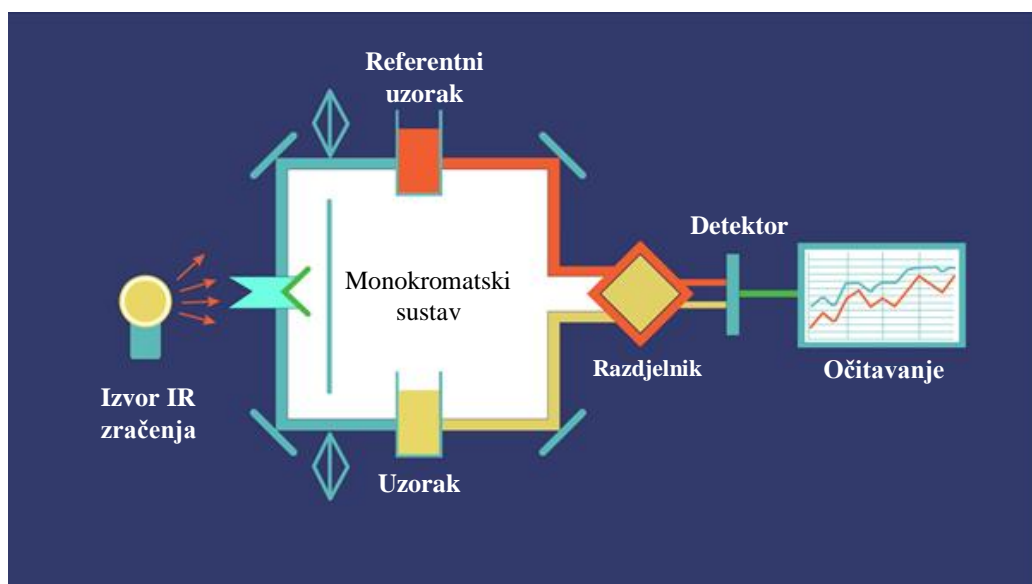 Referentni
uzorak
Detektor
Monokromatski
sustav
Izvor IR
zračenja
Razdjelnik
Očitavanje
Uzorak